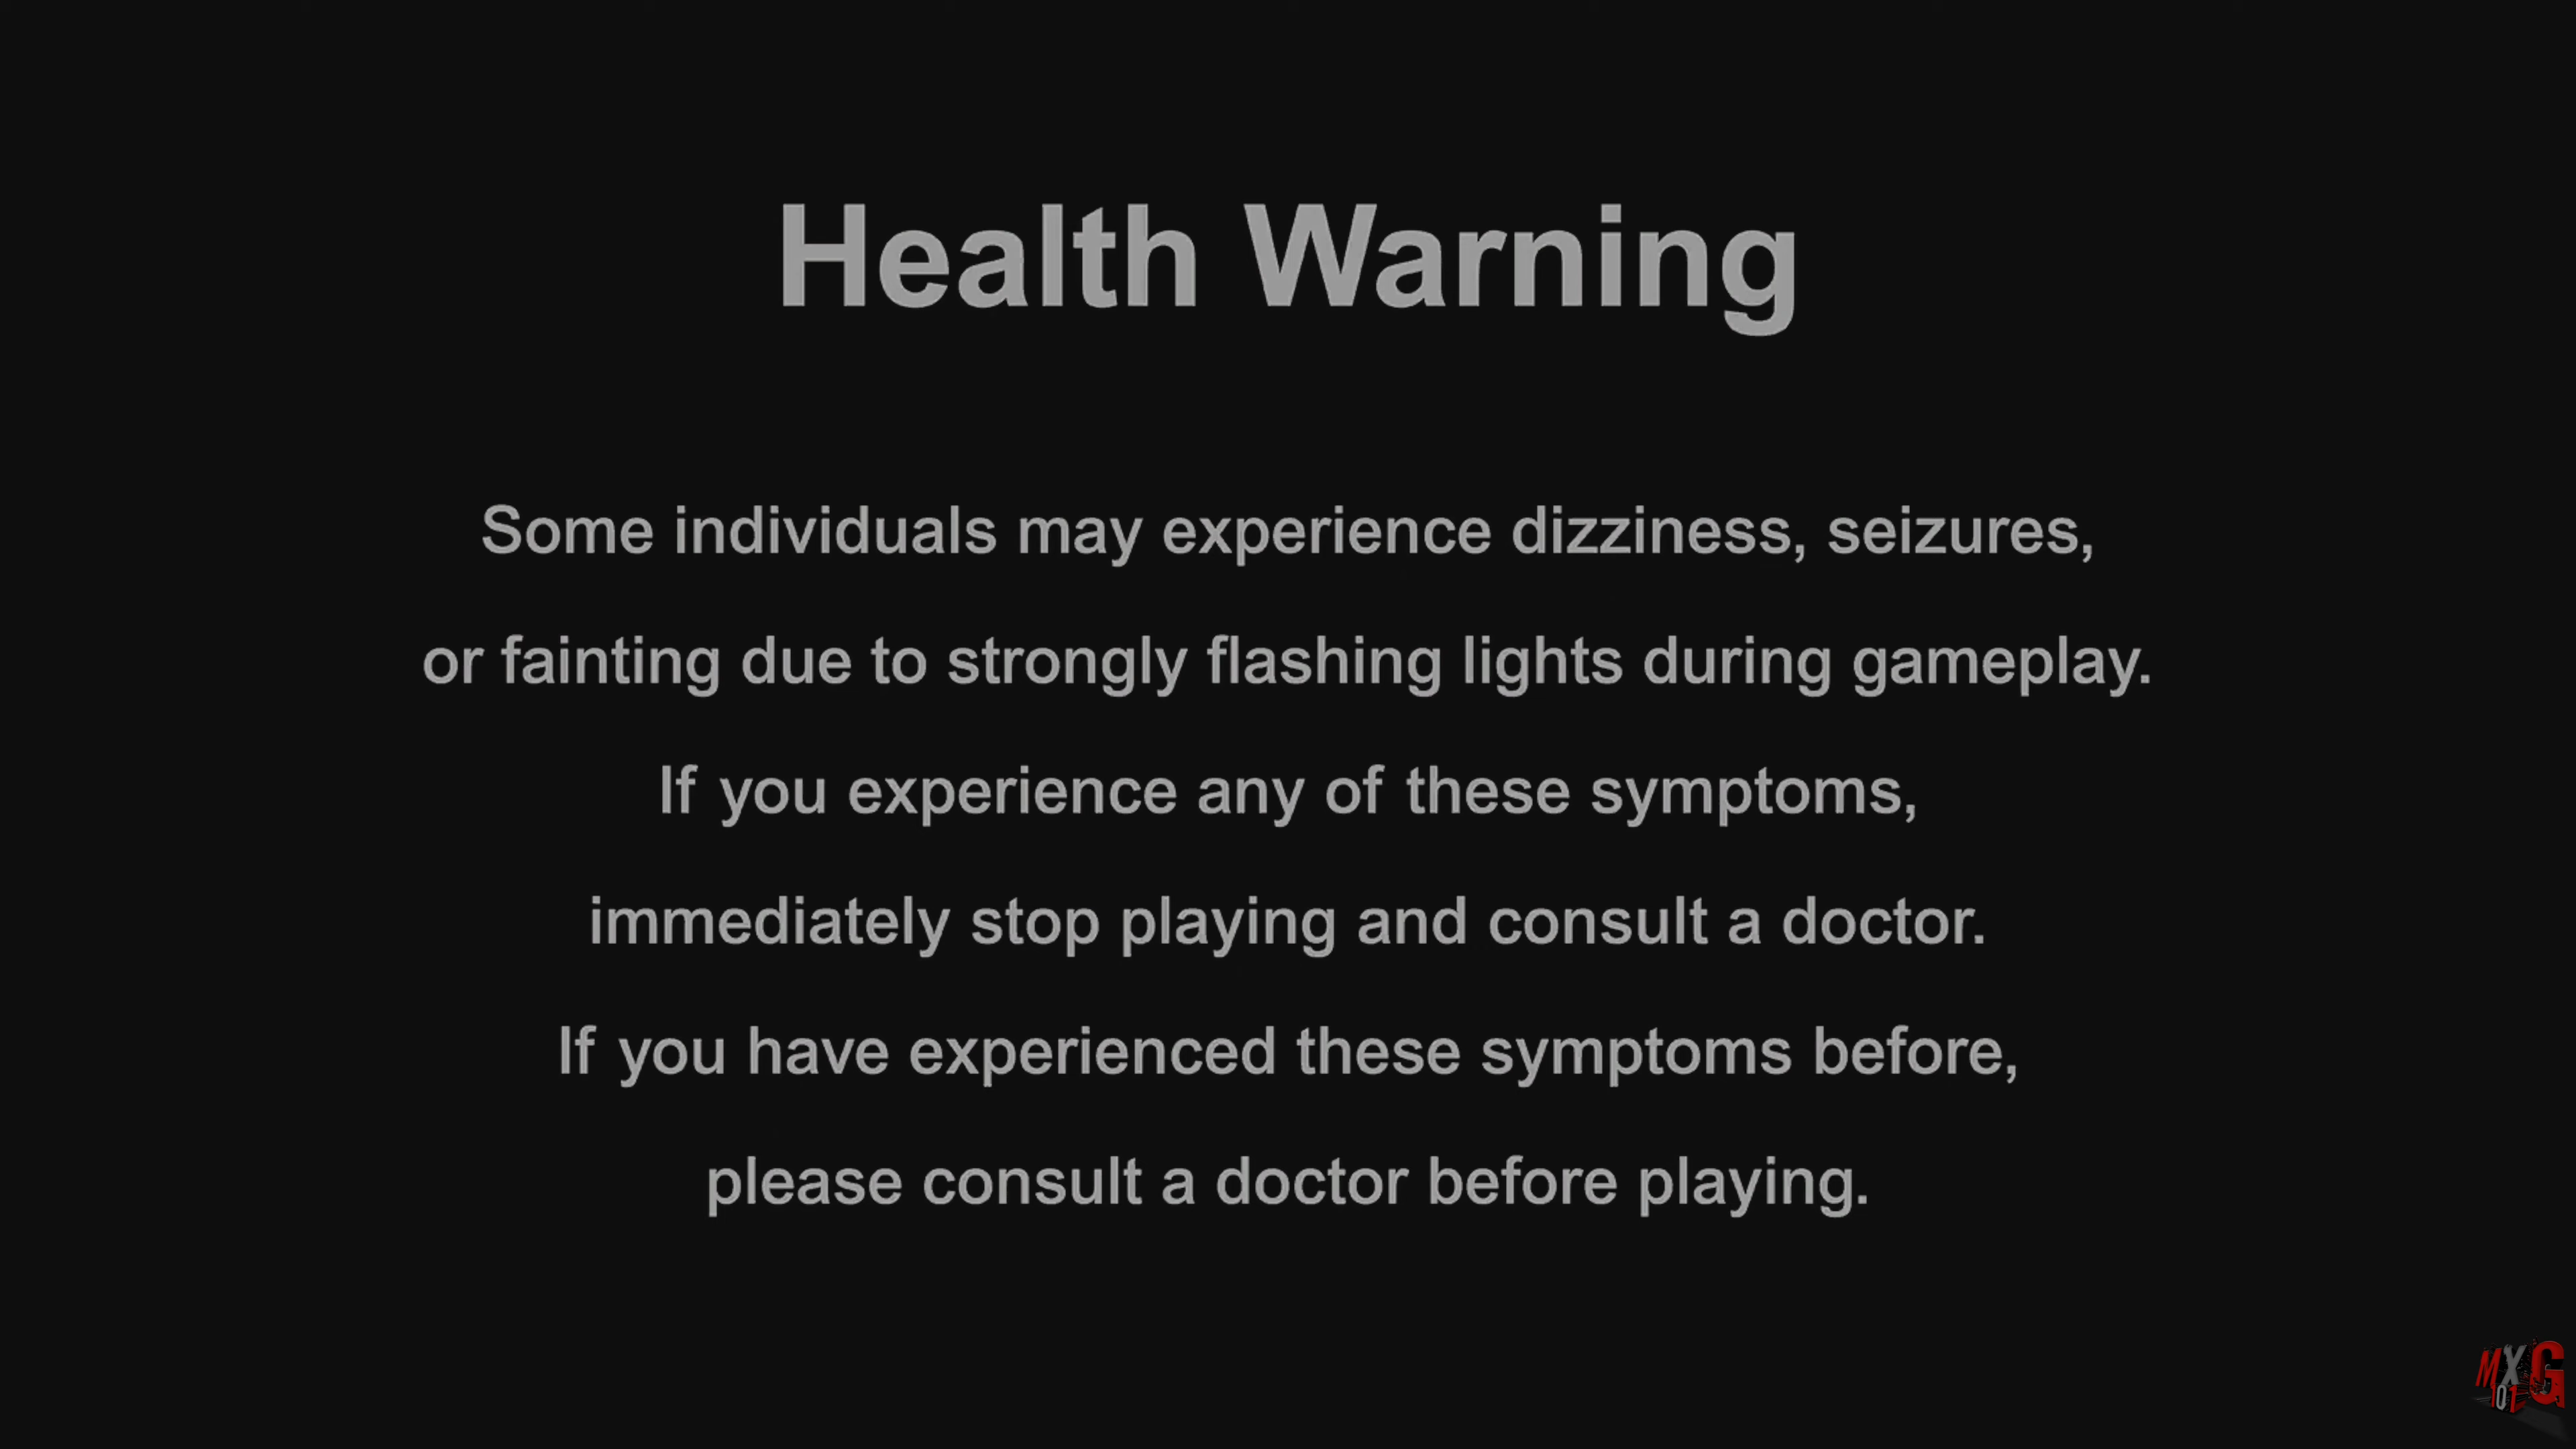 Health Warning
Some individuals may experience dizziness, seizures,
or fainting due to strongly flashing lights during gameplay.
If you experience any of these symptoms,
immediately stop playing and consult a doctor.
If you have experienced these symptoms before,
please consult a doctor before playing.
MXG
101